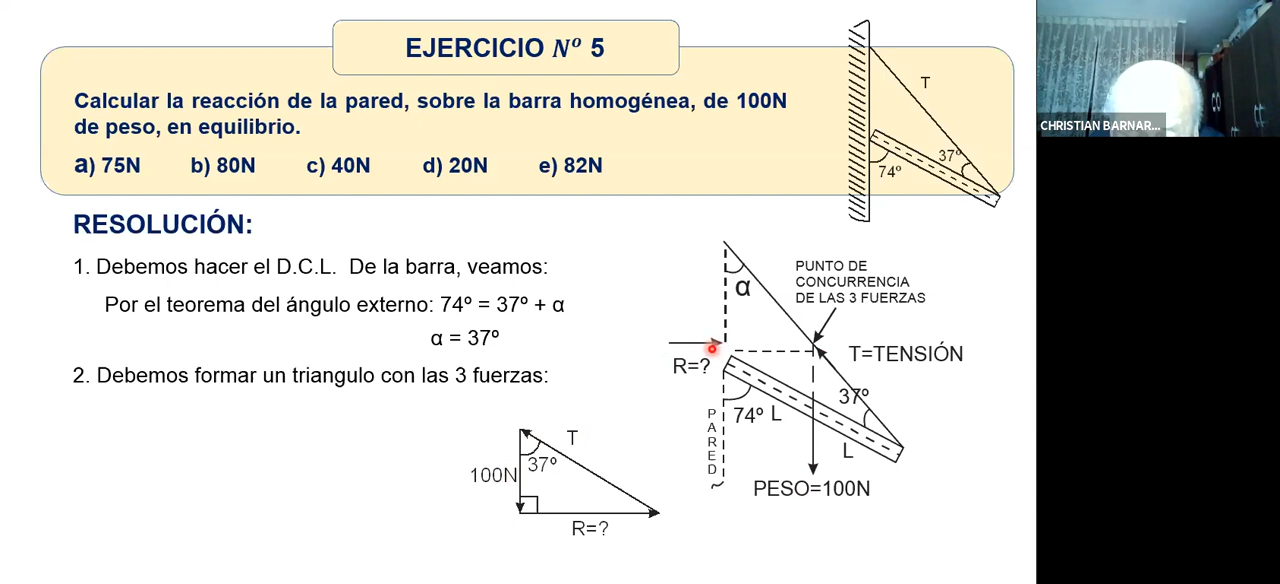 EJERCICIO Nº 5
Calcular la reacción de la pared, sobre la barra homogénea, de 100N
de peso, en equilibrio.
a) 75N b) 80N c) 40N d) 20N e) 82N
T
37º
74º
CHRISTIAN BARNAR...
RESOLUCIÓN:
1. Debemos hacer el D.C.L. De la barra, veamos:
Por el teorema del ángulo externo: 74º = 37º + α
α = 37º
2. Debemos formar un triangulo con las 3 fuerzas:
T
37º
100N
R=?
α
PUNTO DE
CONCURRENCIA
DE LAS 3 FUERZAS
T=TENSIÓN
R=?
37º
74º L
L
PARED
PESO=100N